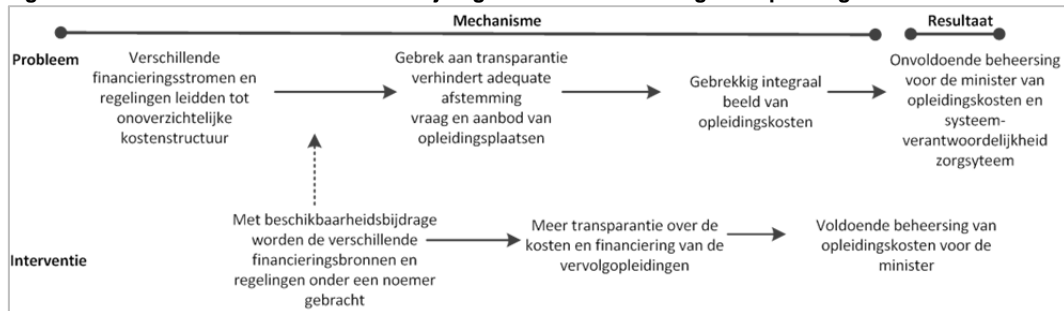 Mechanisme
Resultaat
Probleem
Verschillende
financieringsstromen en
regelingen leidden tot
onoverzichtelijke
kostenstructuur
Gebrek aan transparantie
verhindert adequate
afstemming
vraag en aanbod van
opleidingsplaatsen
Gebrekkig integraal
beeld van
opleidingskosten
Onvoldoende beheersing
voor de minister van
opleidingskosten en
systeem-
verantwoordelijkheid
zorgsyteem
Interventie
Met beschikbaarheidsbijdrage
worden de verschillende
financieringsbronnen en
regelingen onder een noemer
gebracht
Meer transparantie over de
kosten en financiering van de
vervolgopleidingen
Voldoende beheersing van
opleidingskosten voor de
minister